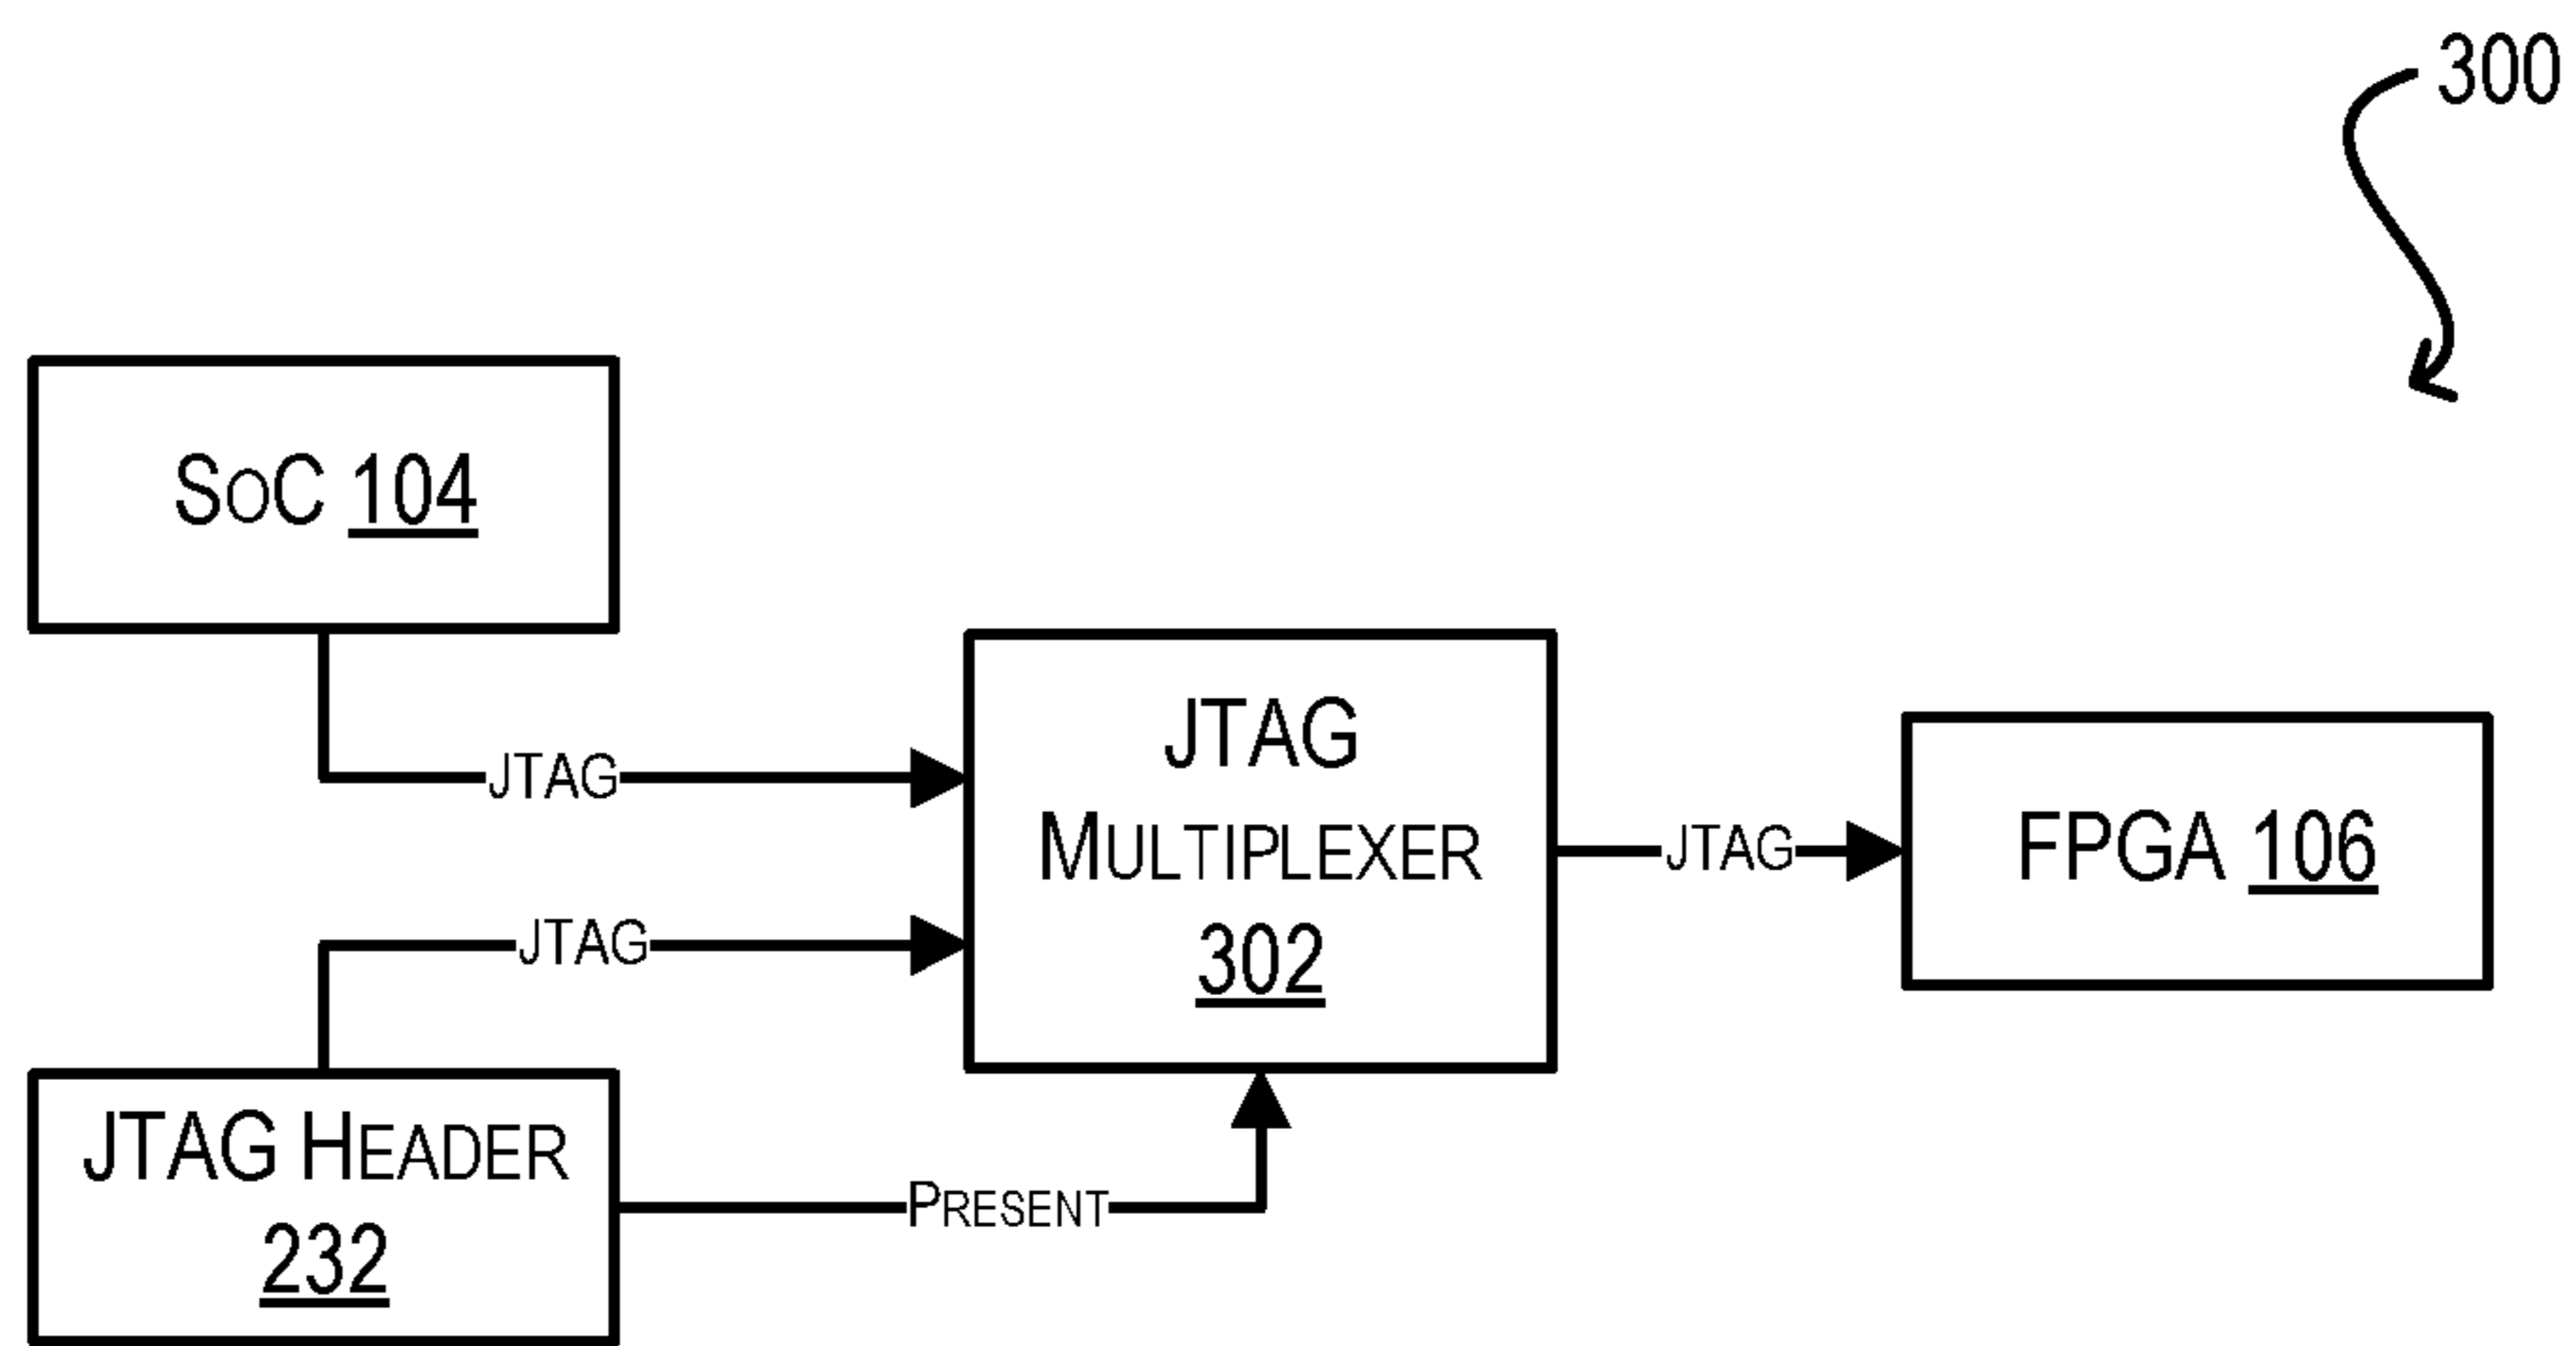 300
SoC 104
JTAG
JTAG
Multiplexer
302
JTAG
FPGA 106
JTAG
JTAG Header
232
Present